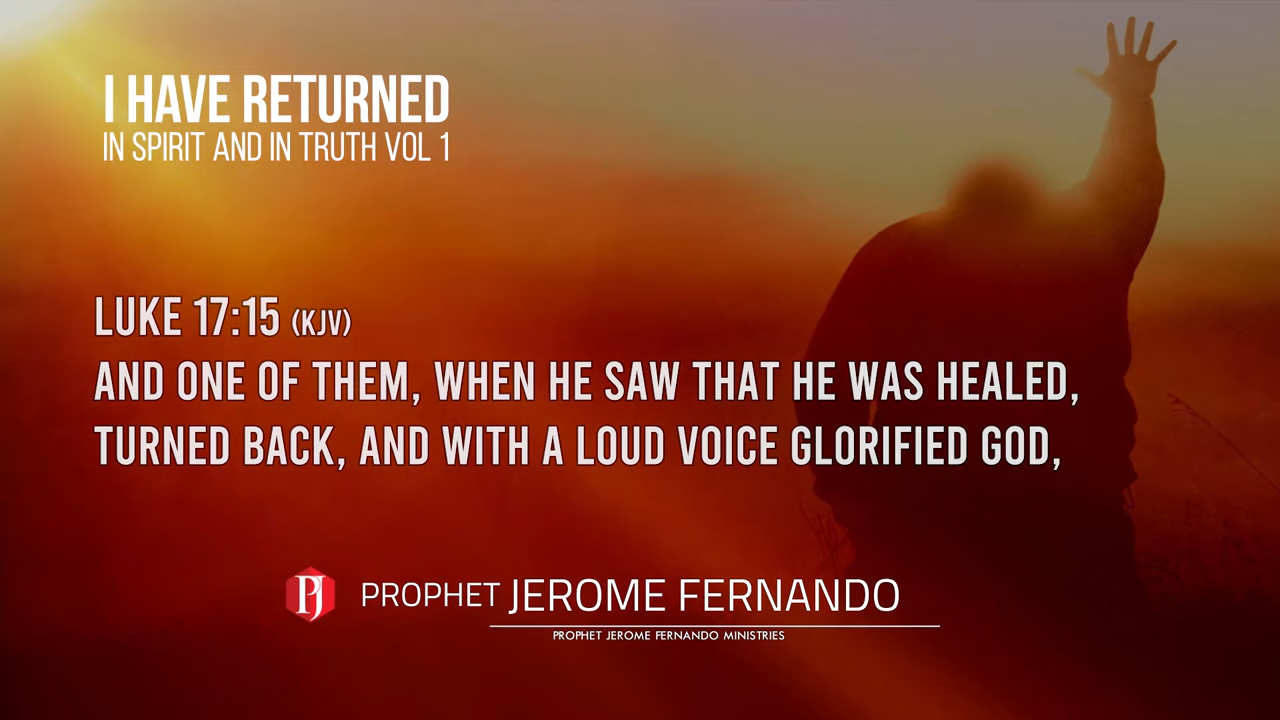 I HAVE RETURNED
IN SPIRIT AND IN TRUTH VOL 1
LUKE 17:15 (KJV)
AND ONE OF THEM, WHEN HE SAW THAT HE WAS HEALED,
TURNED BACK, AND WITH A LOUD VOICE GLORIFIED GOD,
PJ PROPHET JEROME FERNANDO
PROPHET JEROME FERNANDO MINISTRIES